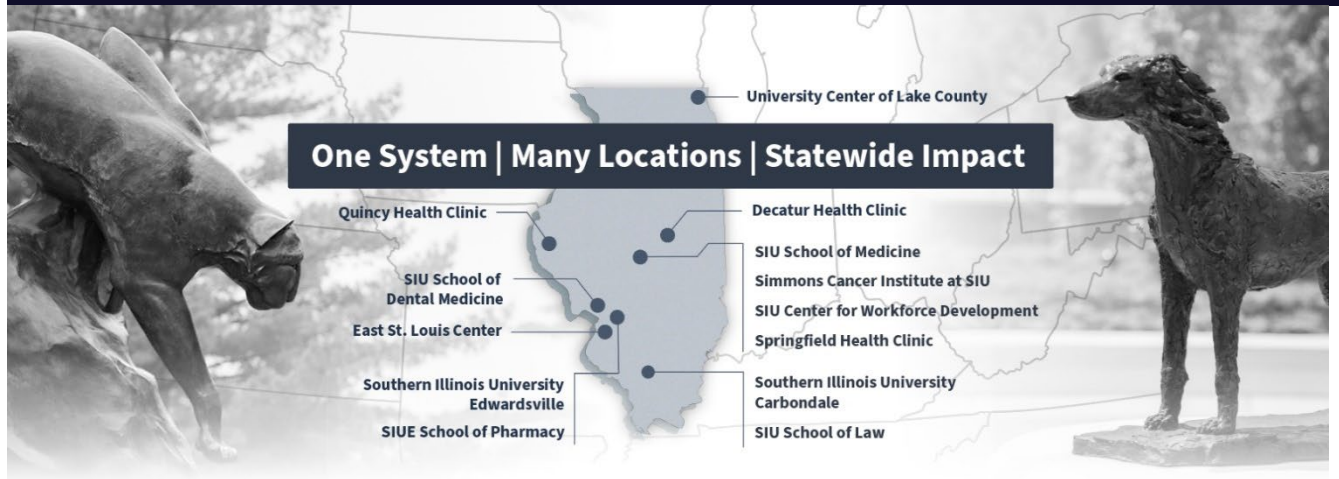 University Center of Lake County
One System | Many Locations | Statewide Impact
Quincy Health Clinic
SIU School of
Dental Medicine
East St. Louis Center
Southern Illinois University
Edwardsville
SIUE School of Pharmacy
Decatur Health Clinic
SIU School of Medicine
Simmons Cancer Institute at SIU
SIU Center for Workforce Development
Springfield Health Clinic
Southern Illinois University
Carbondale
SIU School of Law